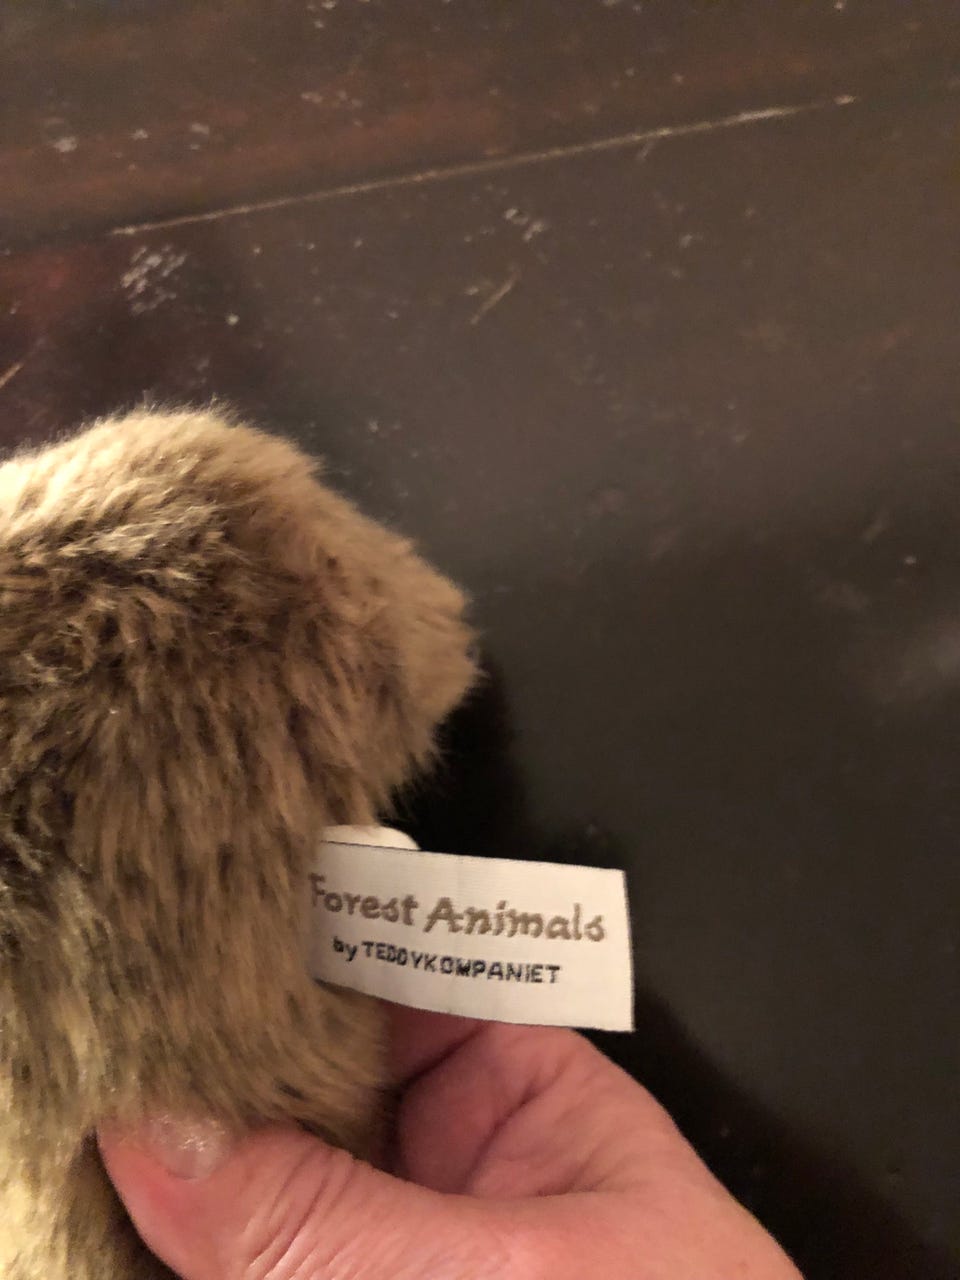 Forest Animals
by TEDDYKOMPANIET